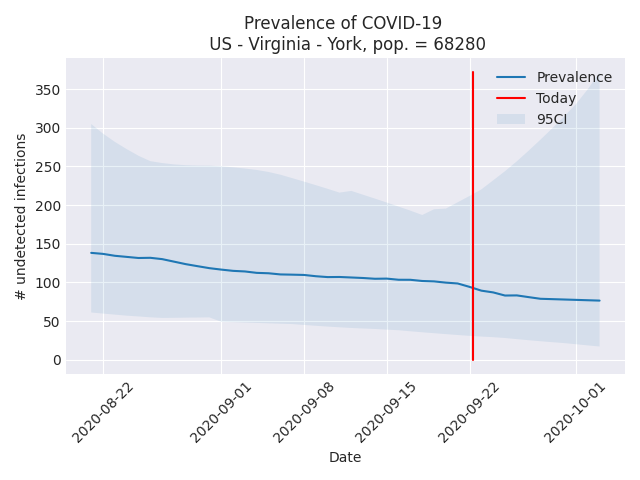 Prevalence of COVID-19
US - Virginia - York, pop. = 68280
Prevalence
Today
95CI
350
300
250
200
150
100
50
0
# undetected infections
2020-08-22
2020-09-01
2020-09-08
2020-09-15
2020-09-22
2020-10-01
Date